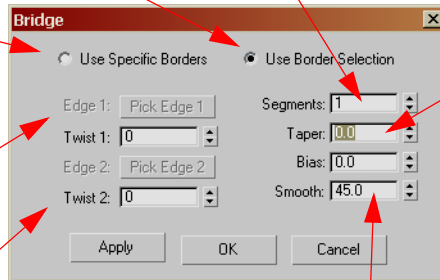 Bridge
Use Specific Borders
Use Border Selection
Edge 1: Pick Edge 1
Twist 1: 0
Edge 2: Pick Edge 2
Twist 2: 0
Segments: 1
Taper: 0.0
Bias: 0.0
Smooth: 45.0
Apply
OK
Cancel